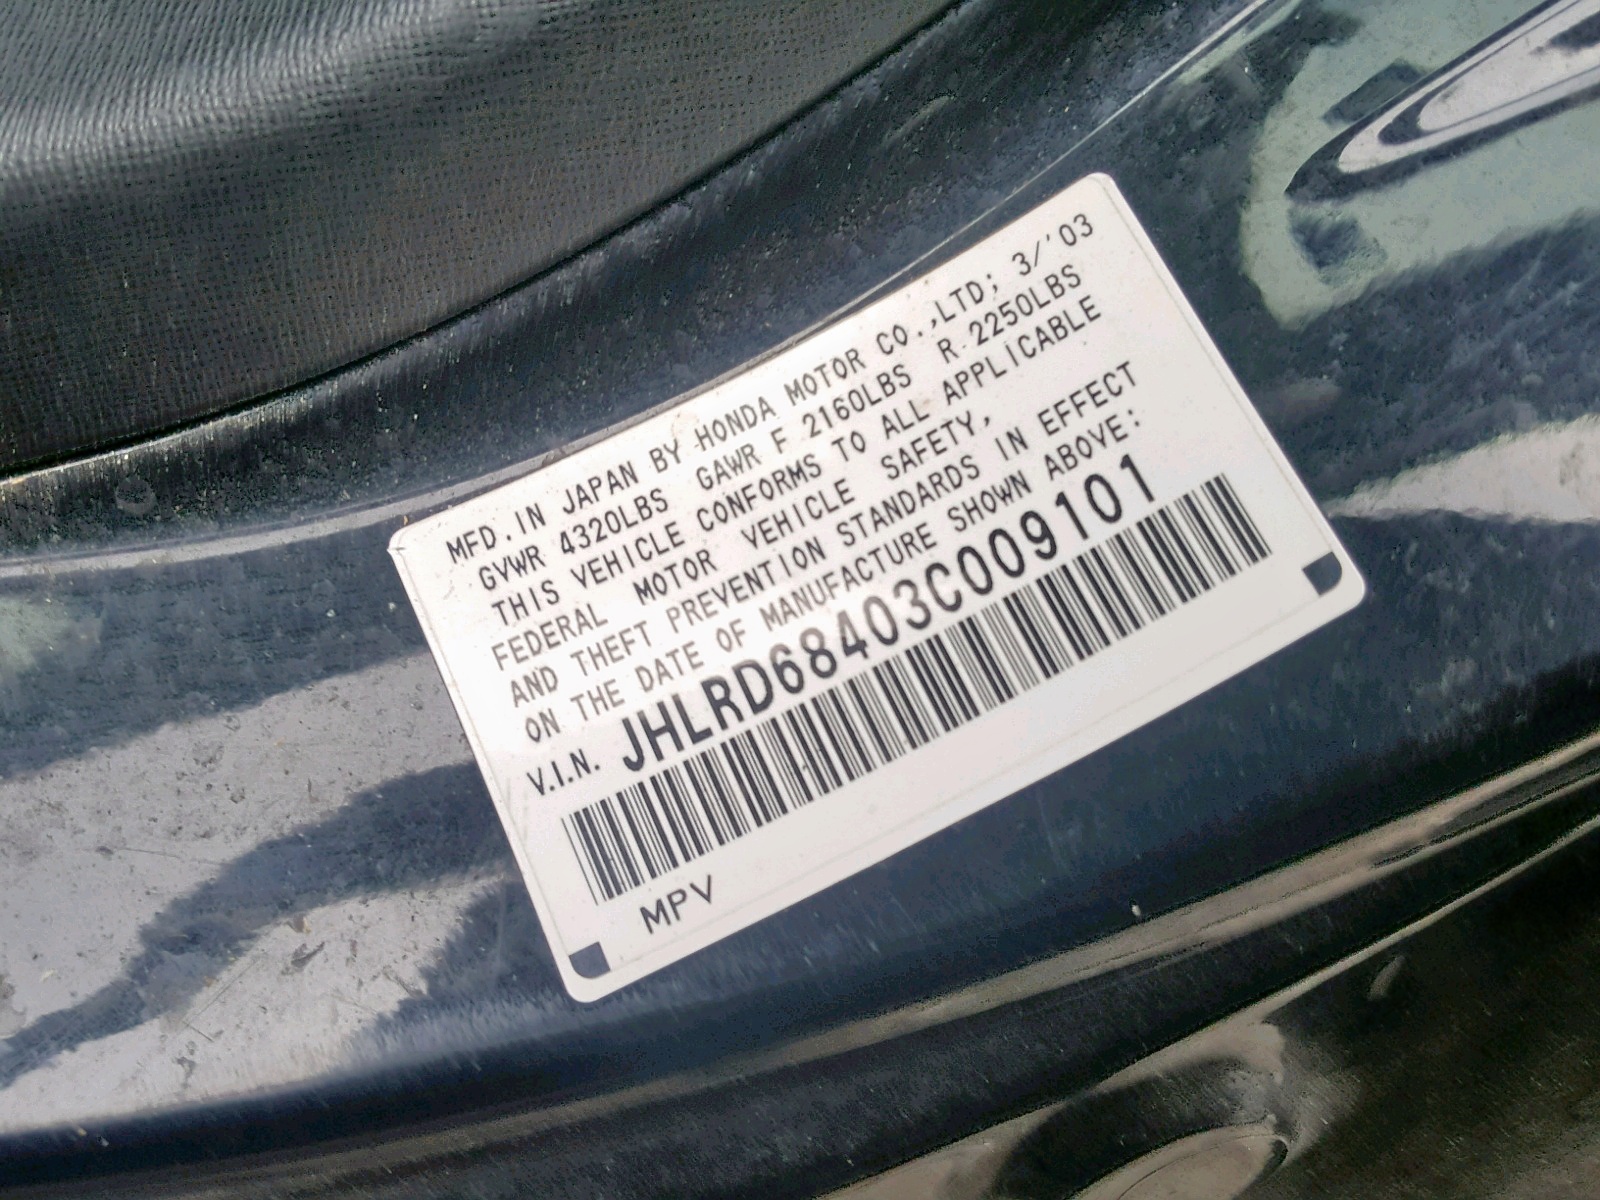 MFD. IN JAPAN BY HONDA MOTOR CO.,LTD; 3/'03
GVWR 4320LBS GAWR F 2160LBS R 2250LBS
THIS VEHICLE CONFORMS TO ALL APPLICABLE
FEDERAL MOTOR VEHICLE SAFETY,
AND THEFT PREVENTION STANDARDS IN EFFECT
ON THE DATE OF MANUFACTURE SHOWN ABOVE:
V.I.N. JHLRD68403C009101
MPV